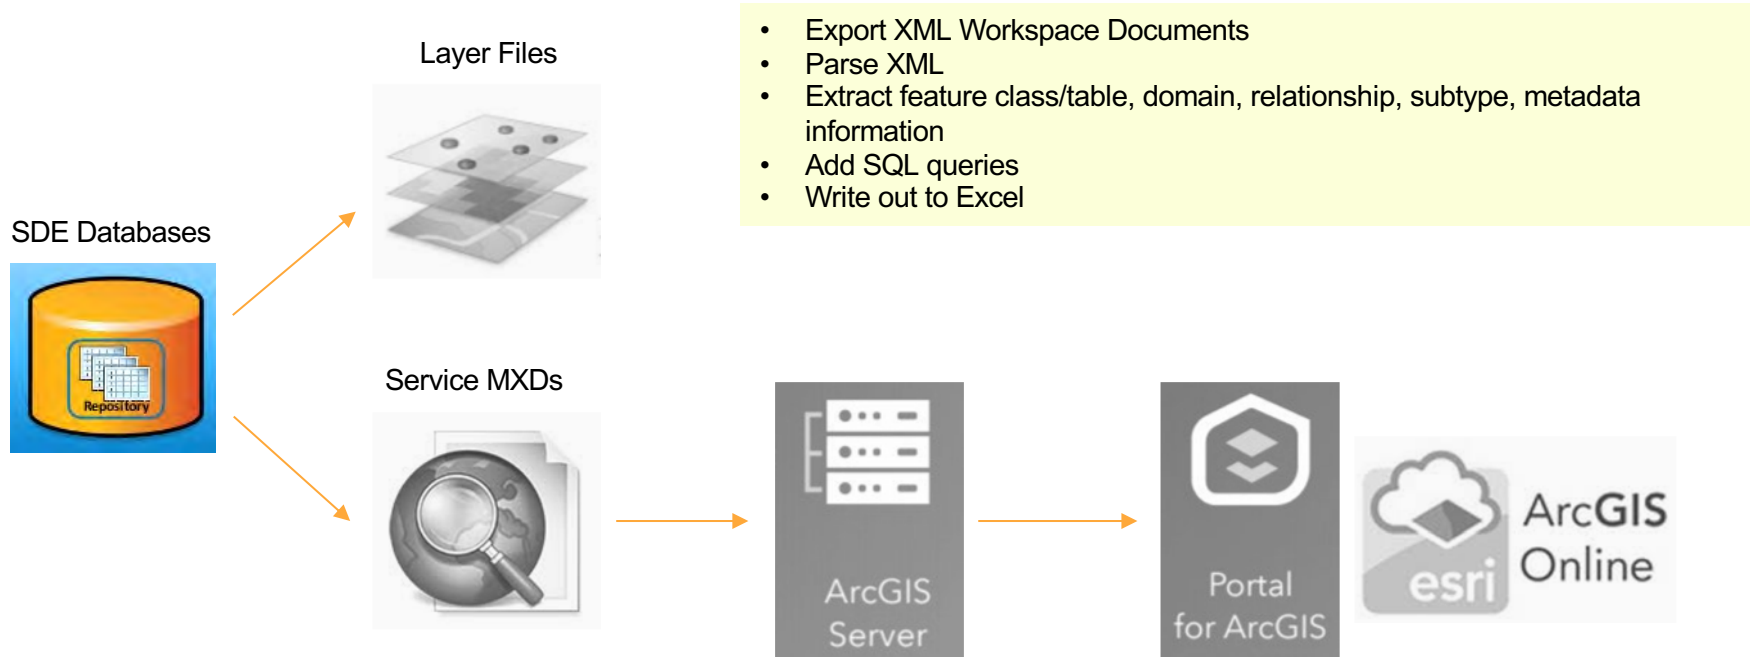 • Export XML Workspace Documents
• Parse XML
• Extract feature class/table, domain, relationship, subtype, metadata
information
• Add SQL queries
• Write out to Excel
Layer Files
SDE Databases
Repository
Service MXDs
ArcGIS
Server
Portal
for ArcGIS
esri
ArcGIS
Online